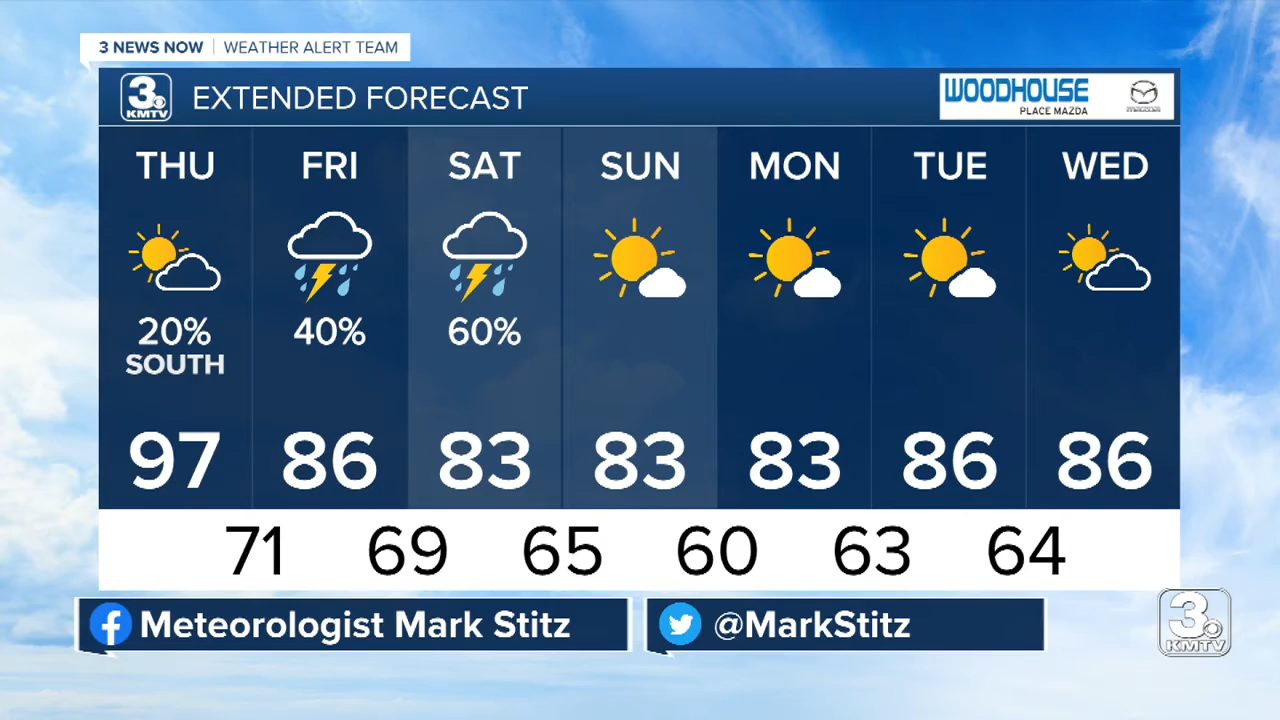 3 NEWS NOW | WEATHER ALERT TEAM
3 KMTV EXTENDED FORECAST
WOODHOUSE
PLACE MAZDA
mazda
THU FRI SAT SUN MON TUE WED
20% 40% 60%
SOUTH
97 86 83 83 83 86 86
71 69 65 60 63 64
Meteorologist Mark Stitz @MarkStitz
3
KMTV